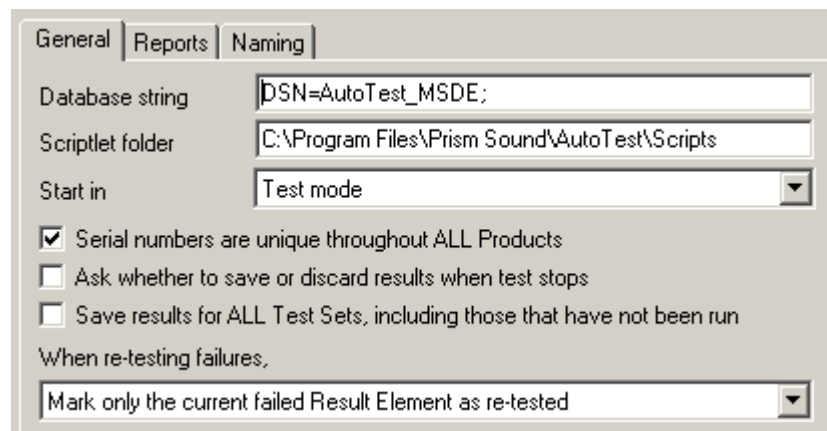 General Reports Naming
Database string DSN=AutoTest_MSDE;
Scriptlet folder C:\Program Files\Prism Sound\AutoTest\Scripts
Start in Test mode
Serial numbers are unique throughout ALL Products
Ask whether to save or discard results when test stops
Save results for ALL Test Sets, including those that have not been run
When re-testing failures,
Mark only the current failed Result Element as re-tested